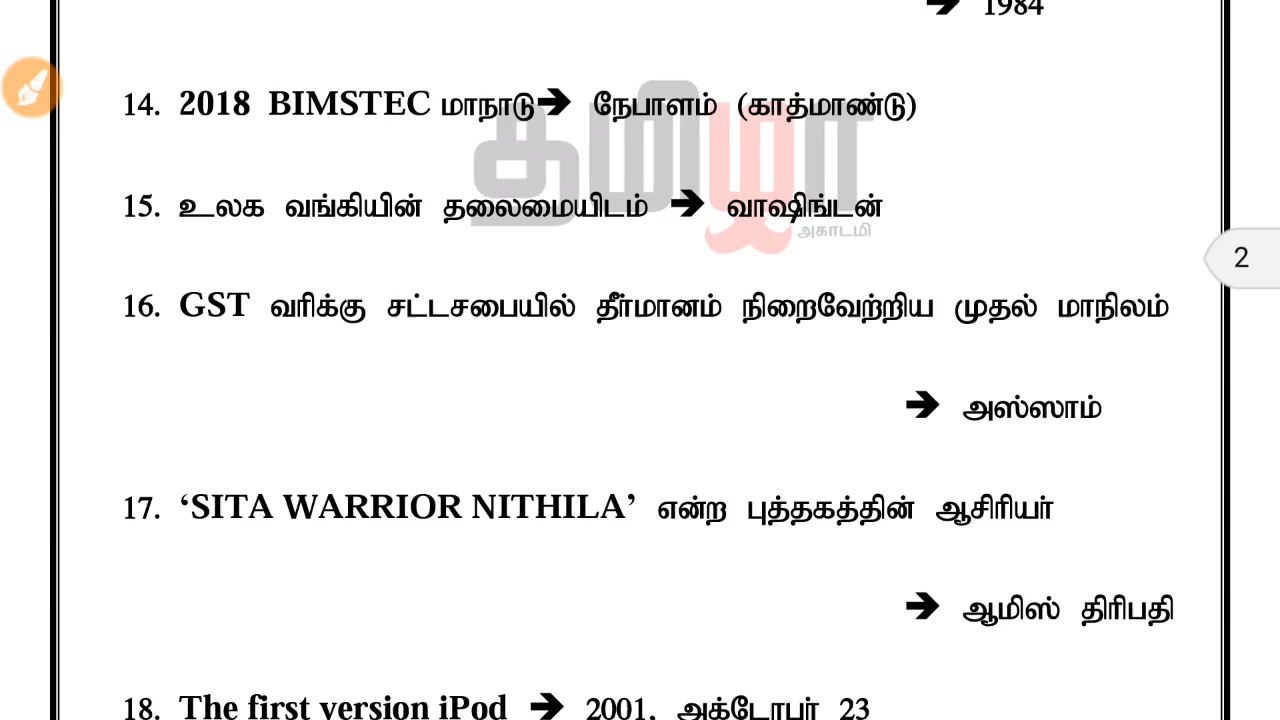 ➔ 1984
14. 2018 BIMSTEC மாநாடு➔ நேபாளம் (காத்மாண்டு)
தமிழா
15. உலக வங்கியின் தலைமையிடம் ➔ வாஷிங்டன்
அகாடமி
2
16. GST வரிக்கு சட்டசபையில் தீர்மானம் நிறைவேற்றிய முதல் மாநிலம்
➔ அஸ்ஸாம்
17. ‘SITA WARRIOR NITHILA’ என்ற புத்தகத்தின் ஆசிரியர்
➔ ஆமிஸ் திரிபதி
18. The first version iPod ➔ 2001, அக்டோபர் 23